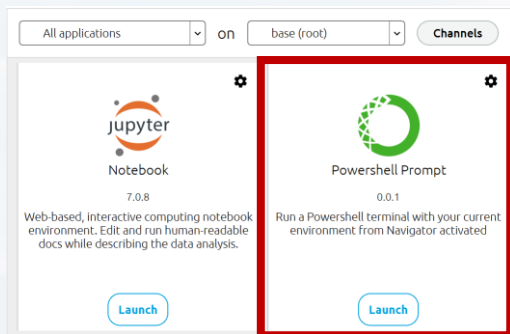 All applications on base (root) Channels
jupyter
Notebook
7.0.8
Web-based, interactive computing notebook
environment. Edit and run human-readable
docs while describing the data analysis.
Launch
Powershell Prompt
0.0.1
Run a Powershell terminal with your current
environment from Navigator activated
Launch